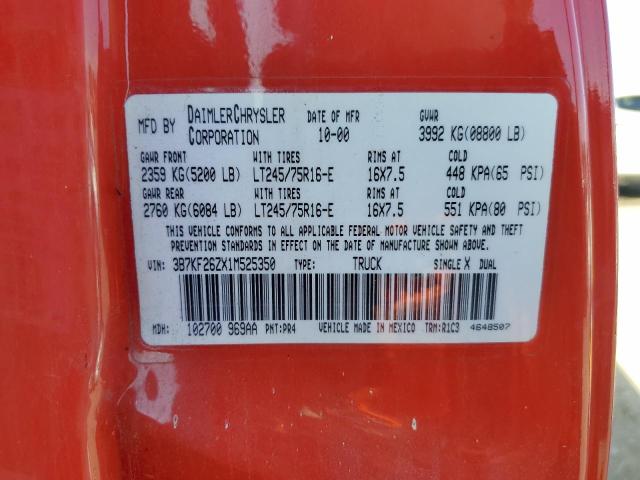 MFD BY DAIMLERCHRYSLER CORPORATION DATE OF MFR 10-00 GVWR 3992 KG(08800 LB)
GAWR FRONT WITH TIRES RIMS AT COLD
2359 KG(5200 LB) LT245/75R16-E 16X7.5 448 KPA(65 PSI)
GAWR REAR WITH TIRES RIMS AT COLD
2760 KG(6084 LB) LT245/75R16-E 16X7.5 551 KPA(80 PSI)
THIS VEHICLE CONFORMS TO ALL APPLICABLE FEDERAL MOTOR VEHICLE SAFETY AND THEFT
PREVENTION STANDARDS IN EFFECT ON THE DATE OF MANUFACTURE SHOWN ABOVE.
VIN: 3B7KF26ZX1M525350 TYPE: TRUCK SINGLE X DUAL
MDH: 102700 969AA PNT:PR4 VEHICLE MADE IN MEXICO TRM:R1C3 4648507